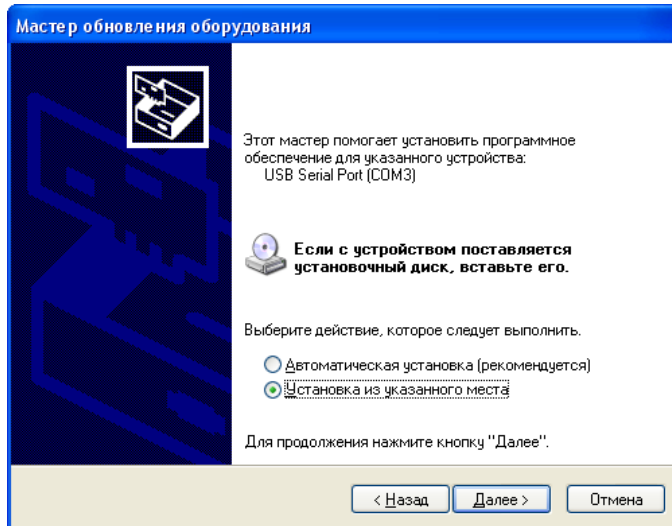 Мастер обновления оборудования
Этот мастер помогает установить программное
обеспечение для указанного устройства:
USB Serial Port (COM3)
Если с устройством поставляется
установочный диск, вставьте его.
Выберите действие, которое следует выполнить.
Автоматическая установка (рекомендуется)
Установка из указанного места
Для продолжения нажмите кнопку "Далее".
< Назад
Далее >
Отмена